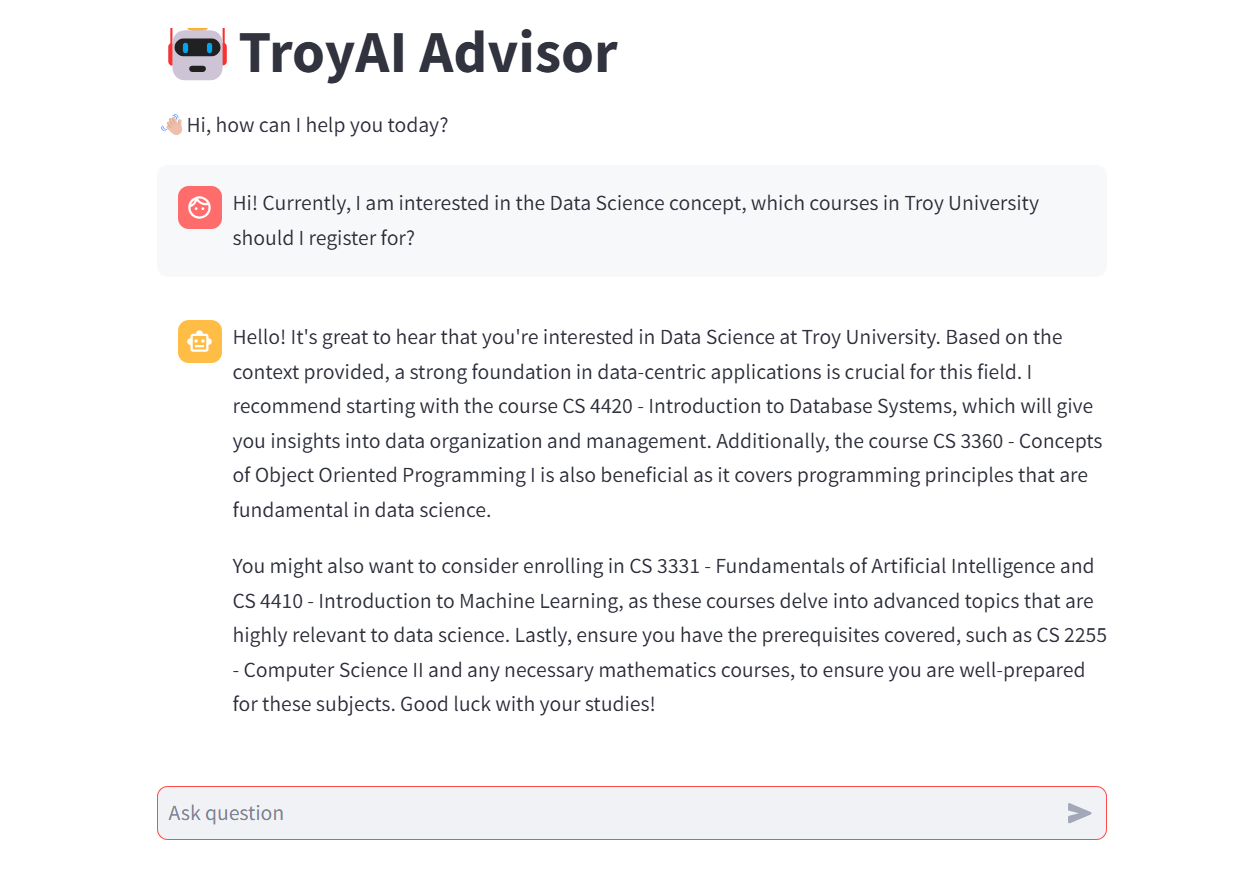 TroyAI Advisor
Hi, how can I help you today?
Hi! Currently, I am interested in the Data Science concept, which courses in Troy University
should I register for?
Hello! It's great to hear that you're interested in Data Science at Troy University. Based on the
context provided, a strong foundation in data-centric applications is crucial for this field. I
recommend starting with the course CS 4420 - Introduction to Database Systems, which will give
you insights into data organization and management. Additionally, the course CS 3360 - Concepts
of Object Oriented Programming I is also beneficial as it covers programming principles that are
fundamental in data science.
You might also want to consider enrolling in CS 3331 - Fundamentals of Artificial Intelligence and
CS 4410 - Introduction to Machine Learning, as these courses delve into advanced topics that are
highly relevant to data science. Lastly, ensure you have the prerequisites covered, such as CS 2255
- Computer Science II and any necessary mathematics courses, to ensure you are well-prepared
for these subjects. Good luck with your studies!
Ask question